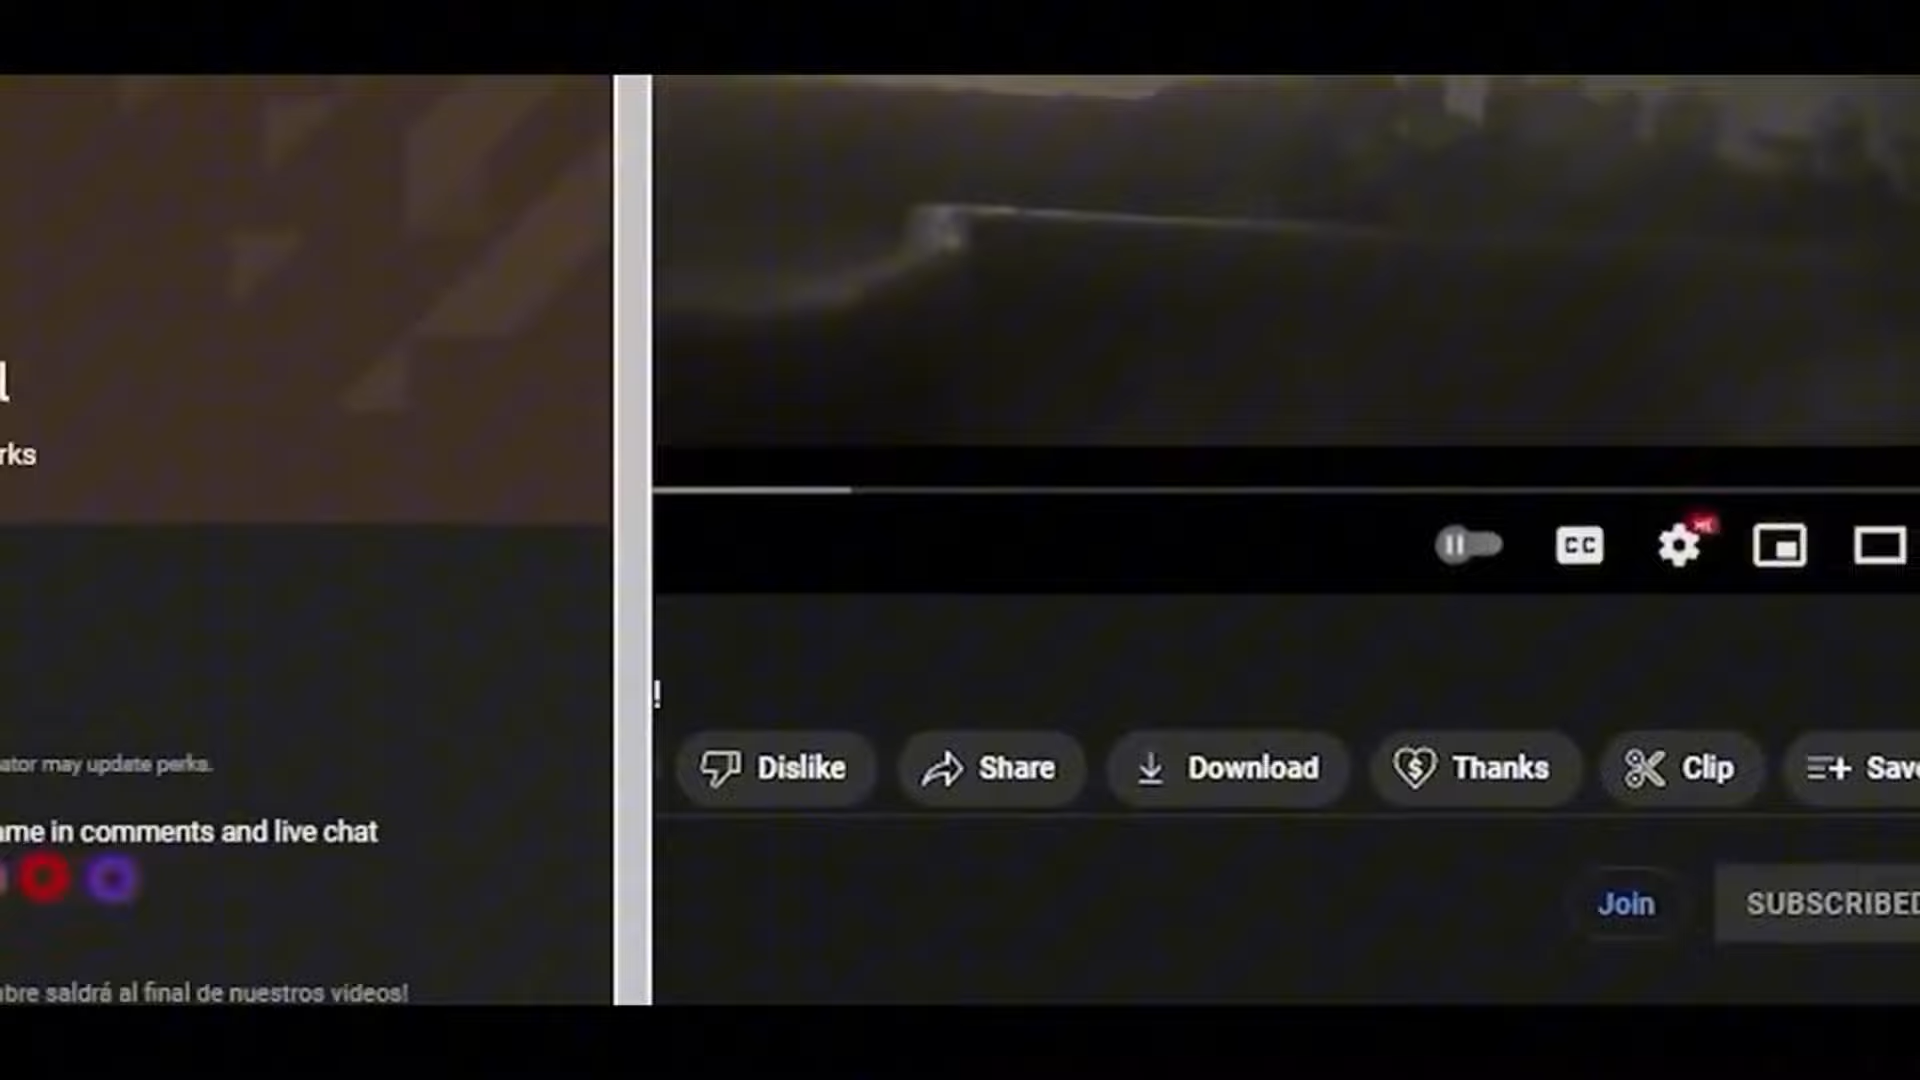 l
rks
ator may update perks.
ame in comments and live chat
bre saldrá al final de nuestros videos!
CC
!
Dislike
Share
Download
Thanks
Clip
Save
Join
SUBSCRIBED